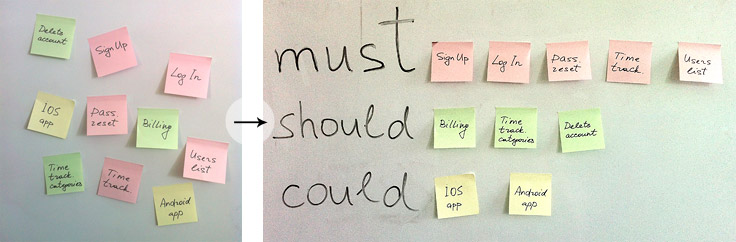 Delete
account
Sign Up
Log In
IOS
app
Pass.
reset
Billing
Users
list
Time
track.
categories
Time
track.
Android
app
must
Sign Up
Log In
Pass.
reset
Time
track.
Users
list
should
Billing
Time
track.
categories
Delete
account
could
IOS
app
Android
app